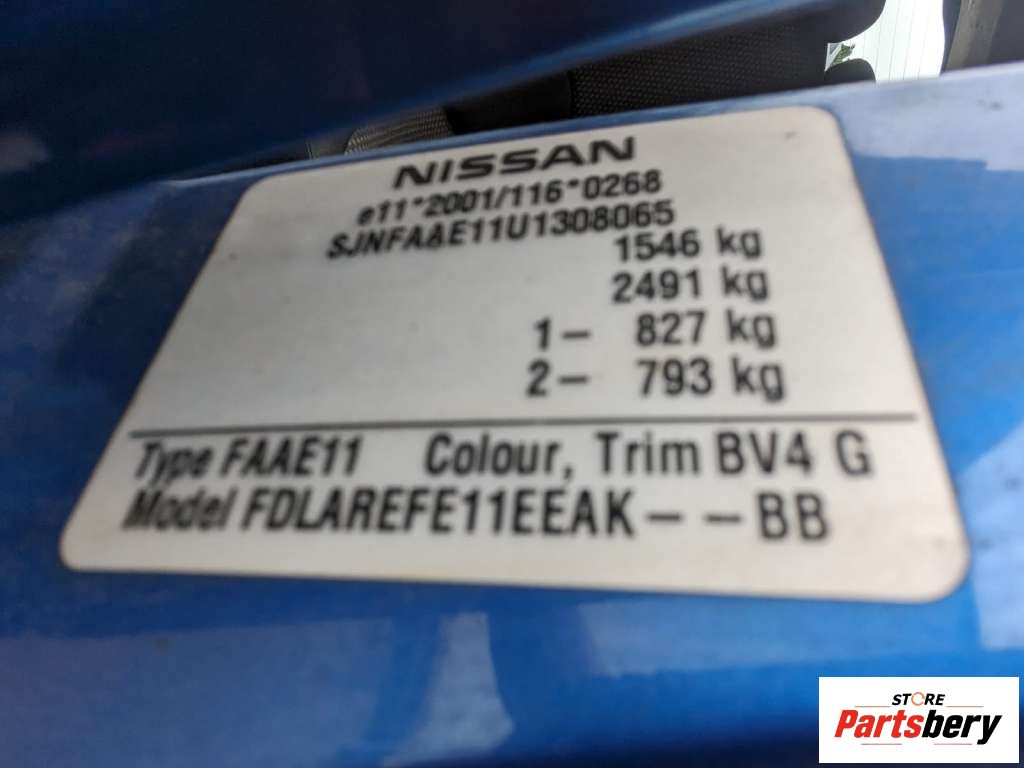 NISSAN
e11*2001/116*0268
SJNFAAE11U1308065
1546 kg
2491 kg
1- 827 kg
2- 793 kg
Type FAAE11 Colour, Trim BV4 G
Model FDLAREFE11EEAK--BB
STORE
Partsbery